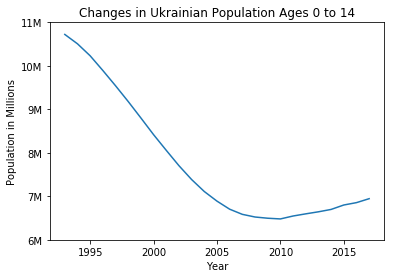 Changes in Ukrainian Population Ages 0 to 14
11M
10M
9M
8M
7M
6M
Population in Millions
1995 2000 2005 2010 2015
Year